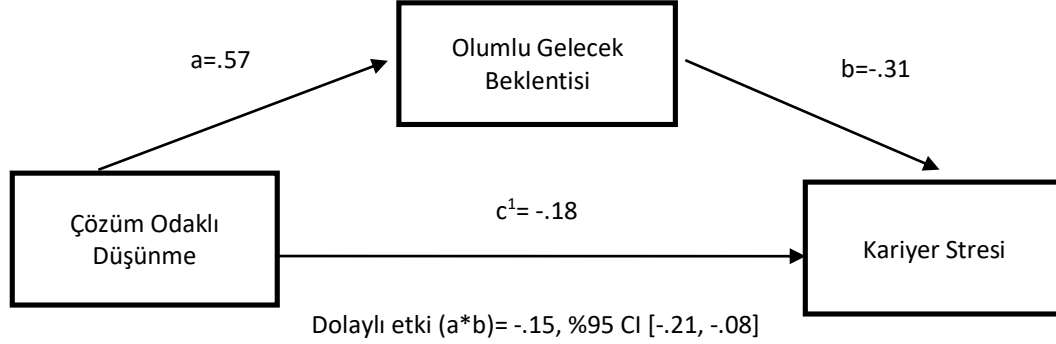 a=.57
Olumlu Gelecek
Beklentisi
b=-.31
Çözüm Odaklı
Düşünme
c¹= -.18
Kariyer Stresi
Dolaylı etki (a*b)= -.15, %95 CI [-.21, -.08]